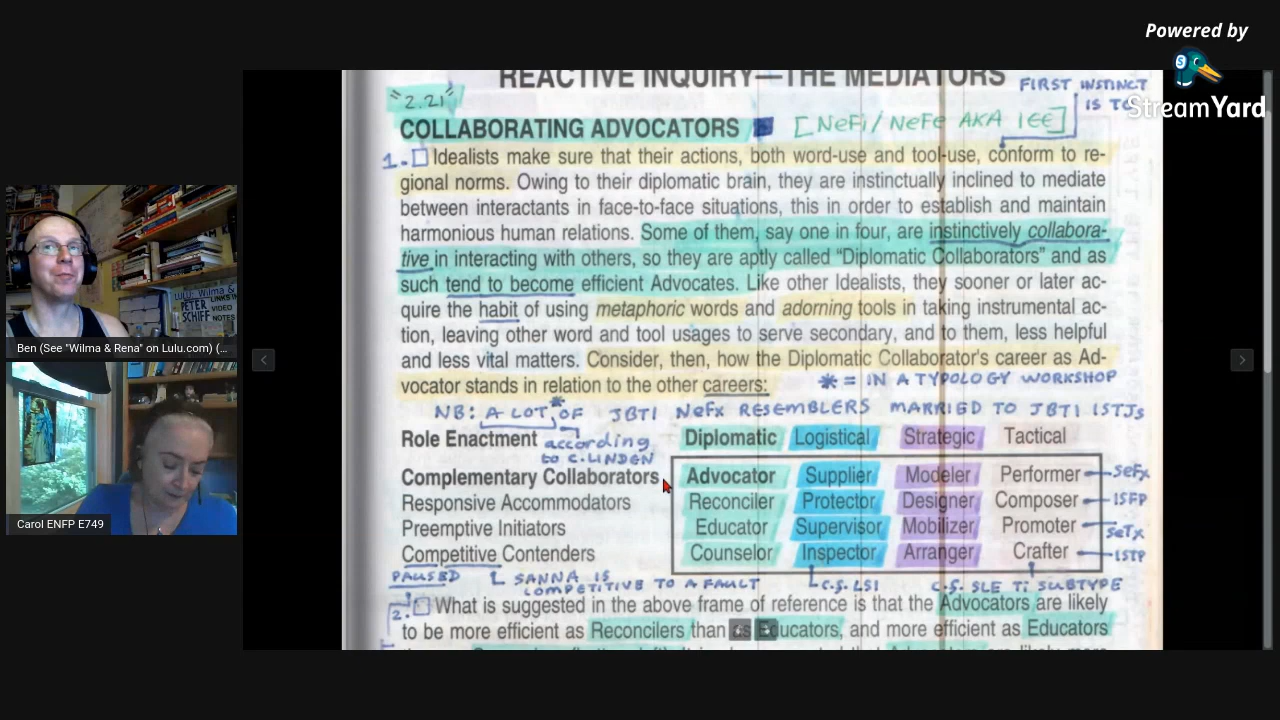 Powered by
StreamYard
REACTIVE INQUIRY—THE MEDIATORS
"2.21"
FIRST INSTINCT
IS TO
COLLABORATING ADVOCATORS
[NeFi/NeFe AKA IEE]
1. Idealists make sure that their actions, both word-use and tool-use, conform to re-
gional norms. Owing to their diplomatic brain, they are instinctually inclined to mediate
between interactants in face-to-face situations, this in order to establish and maintain
harmonious human relations. Some of them, say one in four, are instinctively collabora-
tive in interacting with others, so they are aptly called “Diplomatic Collaborators” and as
such tend to become efficient Advocates. Like other Idealists, they sooner or later ac-
quire the habit of using metaphoric words and adorning tools in taking instrumental ac-
tion, leaving other word and tool usages to serve secondary, and to them, less helpful
and less vital matters. Consider, then, how the Diplomatic Collaborator's career as Ad-
vocator stands in relation to the other careers:
* = IN A TYPOLOGY WORKSHOP
NB: A LOT* OF JBTI NeFx RESEMBLERS MARRIED TO JBTI ISTJs
according
to C.LINDEN
Role Enactment Diplomatic Logistical Strategic Tactical
Complementary Collaborators Advocator Supplier Modeler Performer SeFx
Responsive Accommodators Reconciler Protector Designer Composer ISFP
Preemptive Initiators Educator Supervisor Mobilizer Promoter SeTx
Competitive Contenders Counselor Inspector Arranger Crafter ISTP
PAUSED
SANNA IS
COMPETITIVE TO A FAULT
C.S. LSI
C.S. SLE Ti SUBTYPE
2. What is suggested in the above frame of reference is that the Advocators are likely
to be more efficient as Reconcilers than as Educators, and more efficient as Educators
LULU: Wilma &
PETER
SCHIFF
LINKS IN
VIDEO
NOTES
Ben (See "Wilma & Rena" on Lulu.com) (...
Carol ENFP E749